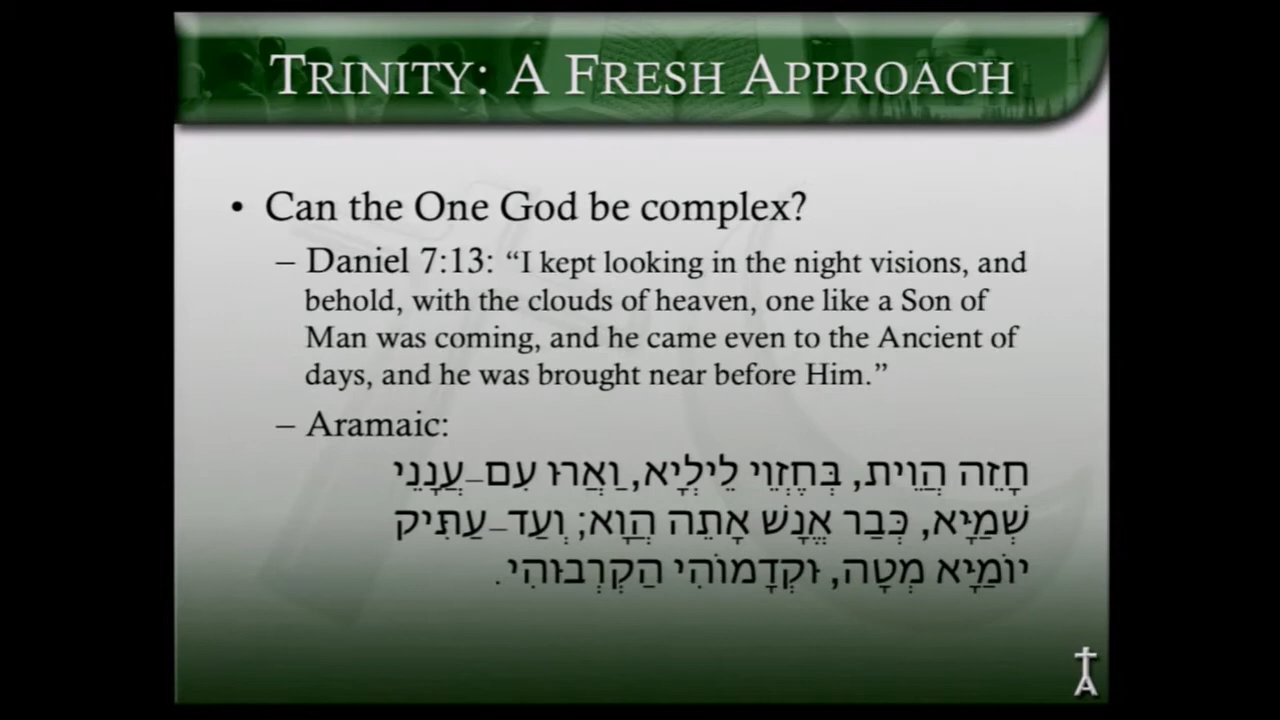 TRINITY: A FRESH APPROACH
• Can the One God be complex?
– Daniel 7:13: “I kept looking in the night visions, and
behold, with the clouds of heaven, one like a Son of
Man was coming, and he came even to the Ancient of
days, and he was brought near before Him.”
– Aramaic:
חָזֵה הֲוֵית, בְּחֶזְוֵי לֵילְיָא, וַאֲרוּ עִם-עֲנָנֵי
שְׁמַיָּא, כְּבַר אֱנָשׁ אָתֵה הֲוָא; וְעַד-עַתִּיק
יוֹמַיָּא מְטָה, וּקְדָמוֹהִי הַקְרְבוּהִי.